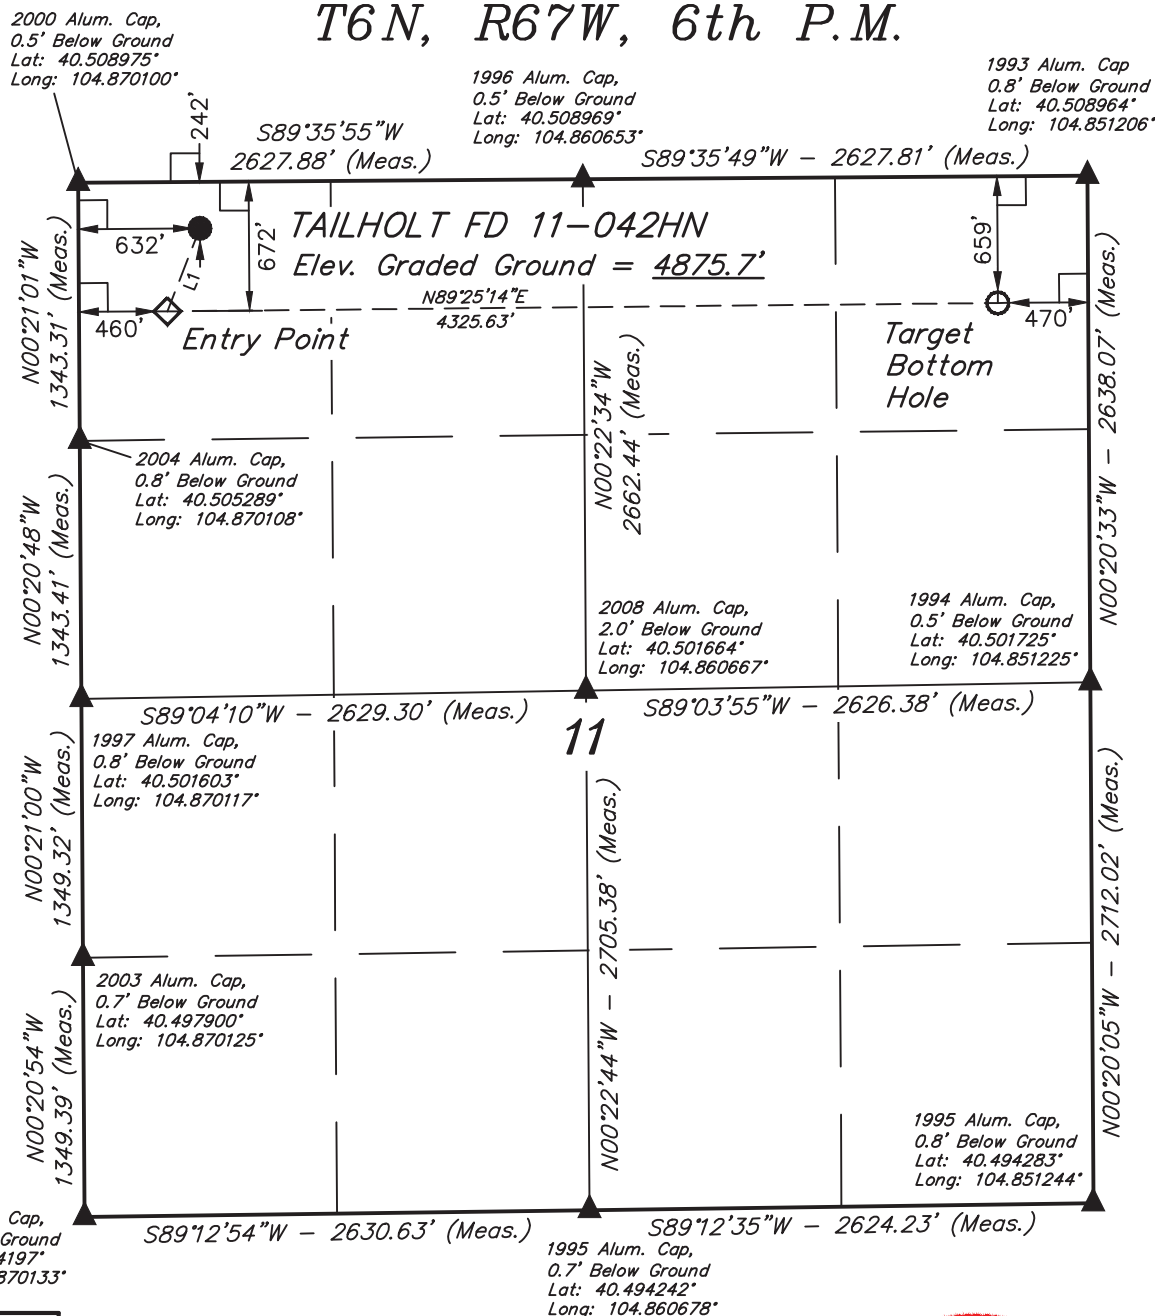 T6N, R67W, 6th P.M.
2000 Alum. Cap,
0.5' Below Ground
Lat: 40.508975°
Long: 104.870100°
1996 Alum. Cap,
0.5' Below Ground
Lat: 40.508969°
Long: 104.860653°
1993 Alum. Cap
0.8' Below Ground
Lat: 40.508964°
Long: 104.851206°
242'
S89°35'55"W
2627.88' (Meas.)
S89°35'49"W - 2627.81' (Meas.)
TAILHOLT FD 11-042HN
Elev. Graded Ground = 4875.7'
632'
672'
659'
L1
N89°25'14"E
4325.63'
460'
470'
Entry Point
Target
Bottom
Hole
N00°21'01"W
1343.31' (Meas.)
N00°22'34"W
2662.44' (Meas.)
N00°20'33"W - 2638.07' (Meas.)
2004 Alum. Cap,
0.8' Below Ground
Lat: 40.505289°
Long: 104.870108°
N00°20'48"W
1343.41' (Meas.)
2008 Alum. Cap,
2.0' Below Ground
Lat: 40.501664°
Long: 104.860667°
1994 Alum. Cap,
0.5' Below Ground
Lat: 40.501725°
Long: 104.851225°
S89°04'10"W - 2629.30' (Meas.)
S89°03'55"W - 2626.38' (Meas.)
11
1997 Alum. Cap,
0.8' Below Ground
Lat: 40.501603°
Long: 104.870117°
N00°21'00"W
1349.32' (Meas.)
N00°22'44"W - 2705.38' (Meas.)
N00°20'05"W - 2712.02' (Meas.)
2003 Alum. Cap,
0.7' Below Ground
Lat: 40.497900°
Long: 104.870125°
N00°20'54"W
1349.39' (Meas.)
1995 Alum. Cap,
0.8' Below Ground
Lat: 40.494283°
Long: 104.851244°
Cap,
Ground
4197°
870133°
S89°12'54"W - 2630.63' (Meas.)
S89°12'35"W - 2624.23' (Meas.)
1995 Alum. Cap,
0.7' Below Ground
Lat: 40.494242°
Long: 104.860678°